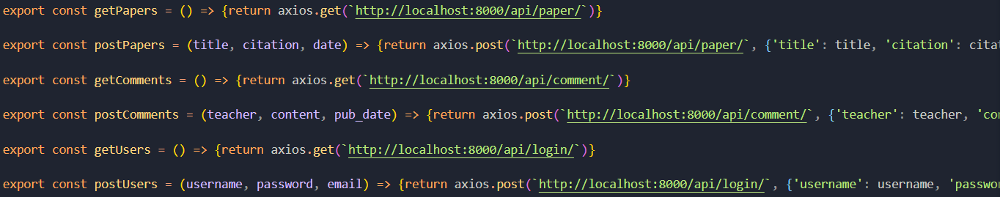 export const getPapers = () => {return axios.get(`http://localhost:8000/api/paper/`)}
export const postPapers = (title, citation, date) => {return axios.post(`http://localhost:8000/api/paper/`, {'title': title, 'citation': cita
export const getComments = () => {return axios.get(`http://localhost:8000/api/comment/`)}
export const postComments = (teacher, content, pub_date) => {return axios.post(`http://localhost:8000/api/comment/`, {'teacher': teacher, 'con
export const getUsers = () => {return axios.get(`http://localhost:8000/api/login/`)}
export const postUsers = (username, password, email) => {return axios.post(`http://localhost:8000/api/login/`, {'username': username, 'passwo